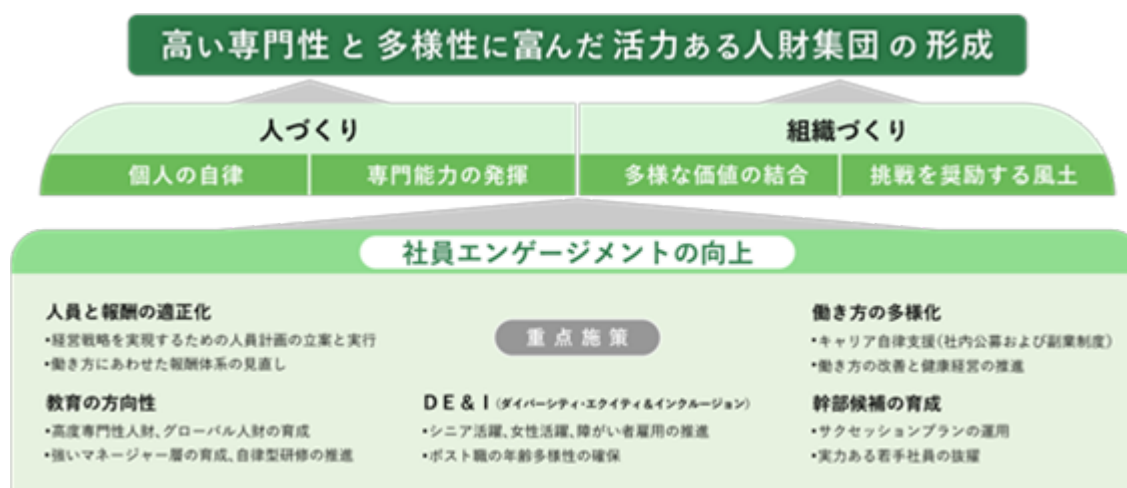 高い専門性 と 多様性に富んだ 活力ある人財集団 の 形成
人づくり
組織づくり
個人の自律
専門能力の発揮
多様な価値の結合
挑戦を奨励する風土
社員エンゲージメントの向上
重点施策
人員と報酬の適正化
•経営戦略を実現するための人員計画の立案と実行
•働き方にあわせた報酬体系の見直し
働き方の多様化
•キャリア自律支援(社内公募および副業制度)
•働き方の改善と健康経営の推進
教育の方向性
•高度専門性人財、グローバル人財の育成
•強いマネージャー層の育成、自律型研修の推進
DE&I(ダイバーシティ・エクイティ&インクルージョン)
•シニア活躍、女性活躍、障がい者雇用の推進
•ポスト職の年齢多様性の確保
幹部候補の育成
•サクセッションプランの運用
•実力ある若手社員の抜擢